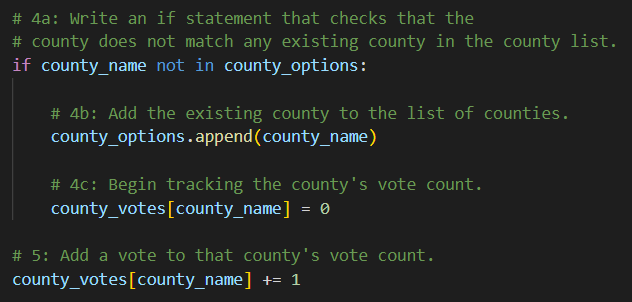 # 4a: Write an if statement that checks that the
# county does not match any existing county in the county list.
if county_name not in county_options:
# 4b: Add the existing county to the list of counties.
county_options.append(county_name)
# 4c: Begin tracking the county's vote count.
county_votes[county_name] = 0
# 5: Add a vote to that county's vote count.
county_votes[county_name] += 1